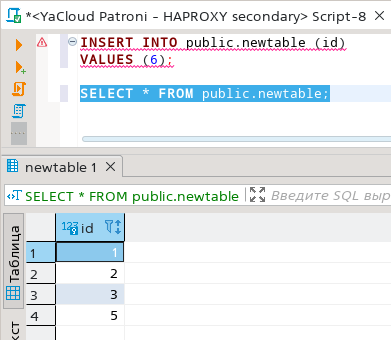 *<YaCloud Patroni - HAPROXY secondary> Script-8
INSERT INTO public.newtable (id)
VALUES (6);
SELECT * FROM public.newtable;
newtable 1
SELECT * FROM public.newtable
Введите SQL выр
Таблица
кст
123 id
1 1
2 2
3 3
4 5